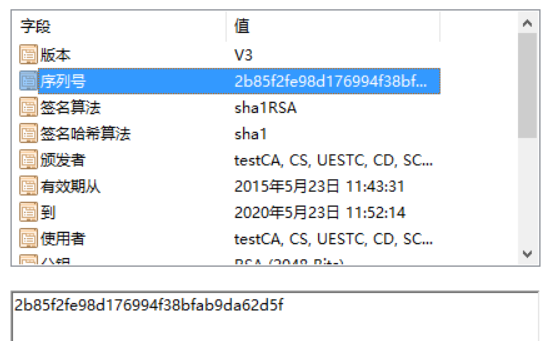 字段 值
版本 V3
序列号 2b85f2fe98d176994f38bf...
签名算法 sha1RSA
签名哈希算法 sha1
颁发者 testCA, CS, UESTC, CD, SC...
有效期从 2015年5月23日 11:43:31
到 2020年5月23日 11:52:14
使用者 testCA, CS, UESTC, CD, SC...
公钥 RSA (2048 Bits)
2b85f2fe98d176994f38bfab9da62d5f